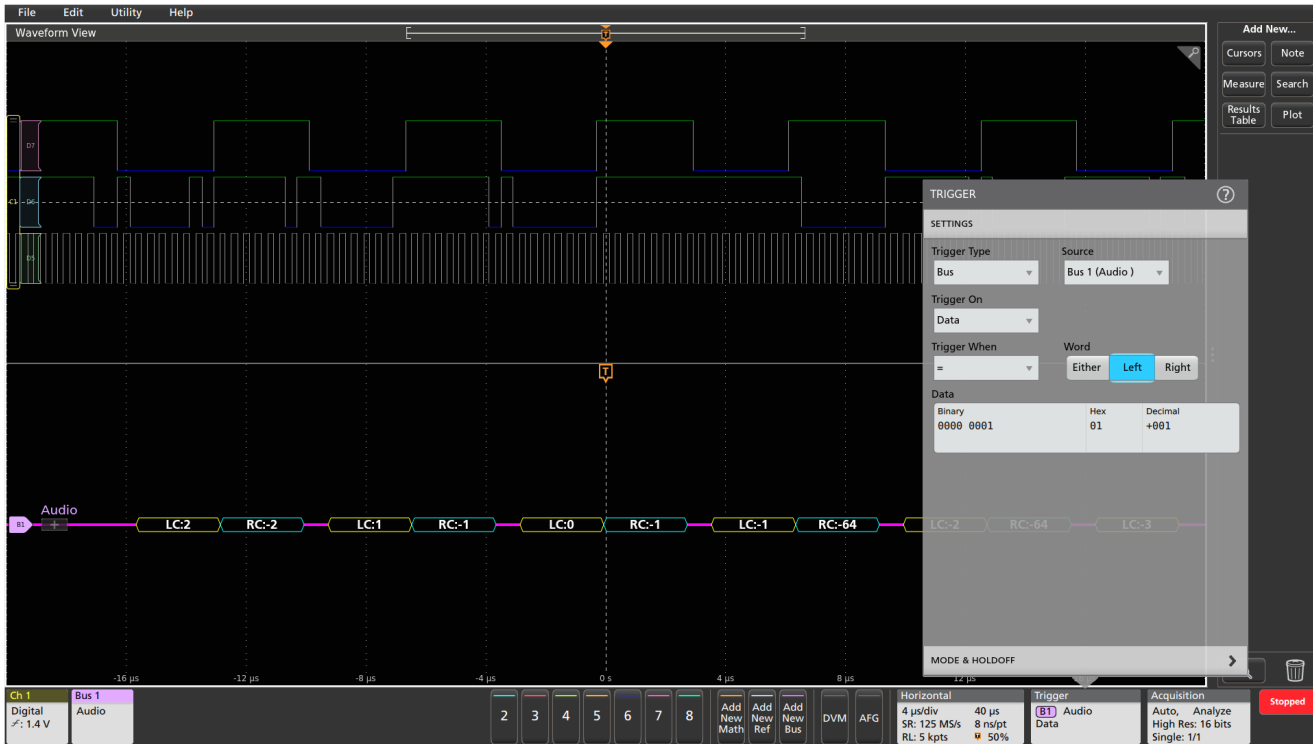 File Edit Utility Help
Waveform View
Add New...
Cursors Note
Measure Search
Results Table Plot
T
D7
C1 D6
D5
TRIGGER ?
SETTINGS
Trigger Type Source
Bus Bus 1 (Audio )
Trigger On
Data
Trigger When Word
= Either Left Right
Data
Binary Hex Decimal
0000 0001 01 +001
T
Audio
B1 + LC:2 RC:-2 LC:1 RC:-1 LC:0 RC:-1 LC:-1 RC:-64 LC:-2 RC:-64 LC:-3
MODE & HOLDOFF
-16 µs -12 µs -8 µs -4 µs 0 s 4 µs 8 µs 12 µs
Ch 1
Digital
1.4 V
Bus 1
Audio
2 3 4 5 6 7 8
Add New Math
Add New Ref
Add New Bus
DVM AFG
Horizontal
4 µs/div 40 µs
SR: 125 MS/s 8 ns/pt
RL: 5 kpts 50%
Trigger
B1 Audio
Data
Acquisition
Auto, Analyze
High Res: 16 bits
Single: 1/1
Stopped